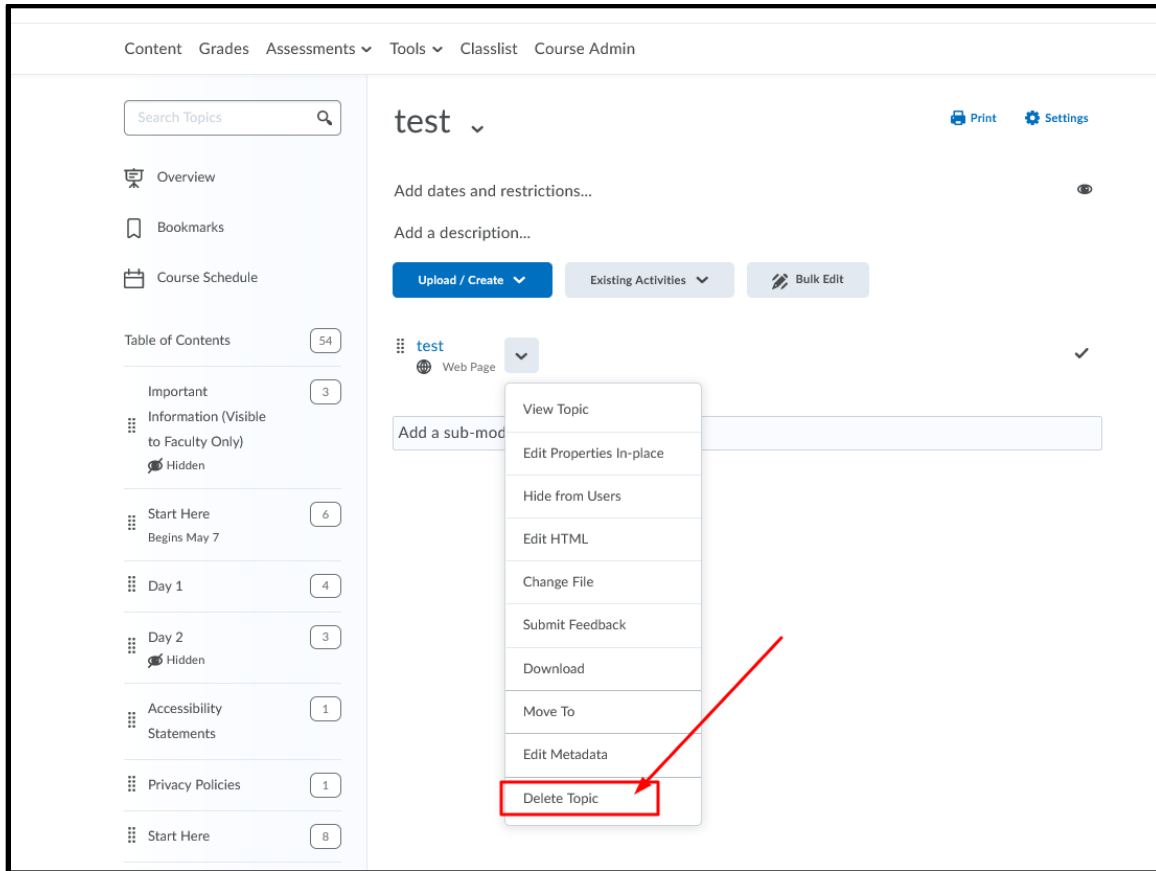 Content Grades Assessments Tools Classlist Course Admin
Search Topics
Overview
Bookmarks
Course Schedule
Table of Contents 54
Important 3
Information (Visible
to Faculty Only)
Hidden
Start Here 6
Begins May 7
Day 1 4
Day 2 3
Hidden
Accessibility 1
Statements
Privacy Policies 1
Start Here 8
test
Print Settings
Add dates and restrictions...
Add a description...
Upload / Create Existing Activities Bulk Edit
test
Web Page
Add a sub-mod
View Topic
Edit Properties In-place
Hide from Users
Edit HTML
Change File
Submit Feedback
Download
Move To
Edit Metadata
Delete Topic